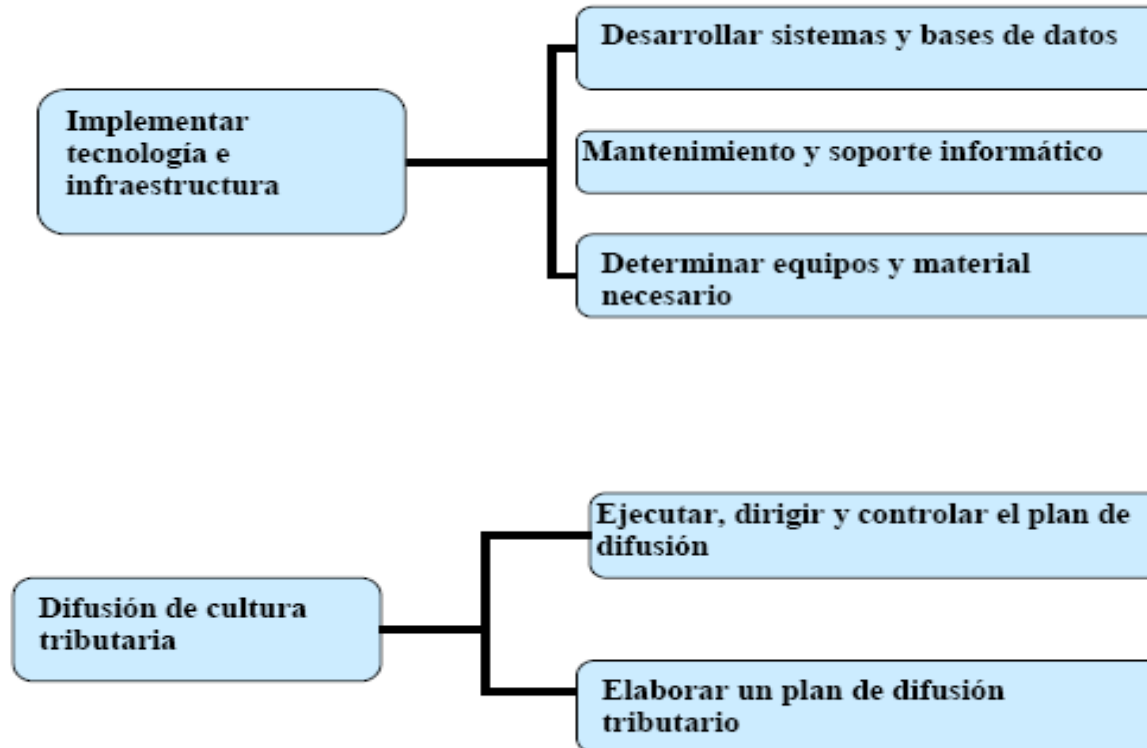 Desarrollar sistemas y bases de datos
Implementar
tecnología e
infraestructura
Mantenimiento y soporte informático
Determinar equipos y material
necesario
Ejecutar, dirigir y controlar el plan de
difusión
Difusión de cultura
tributaria
Elaborar un plan de difusión
tributario